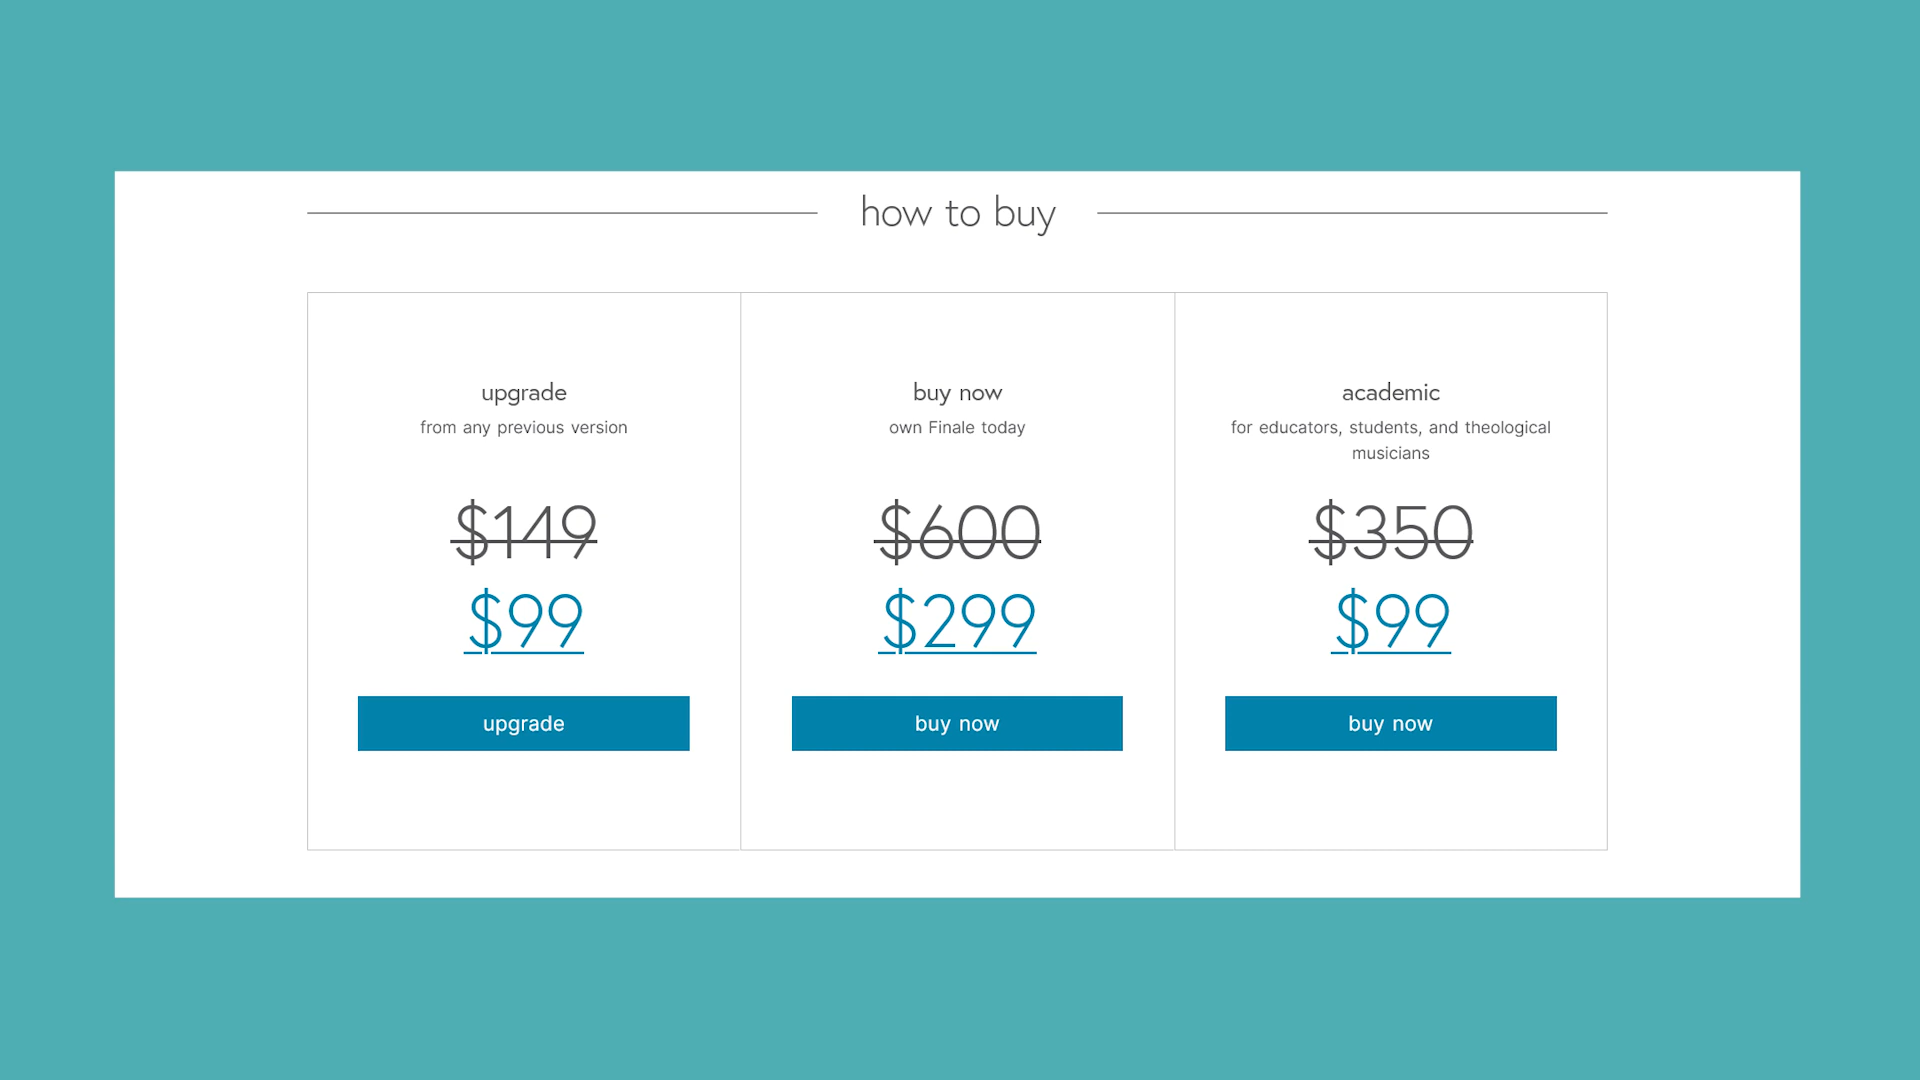 how to buy
upgrade
from any previous version
$149
$99
upgrade
buy now
own Finale today
$600
$299
buy now
academic
for educators, students, and theological
musicians
$350
$99
buy now